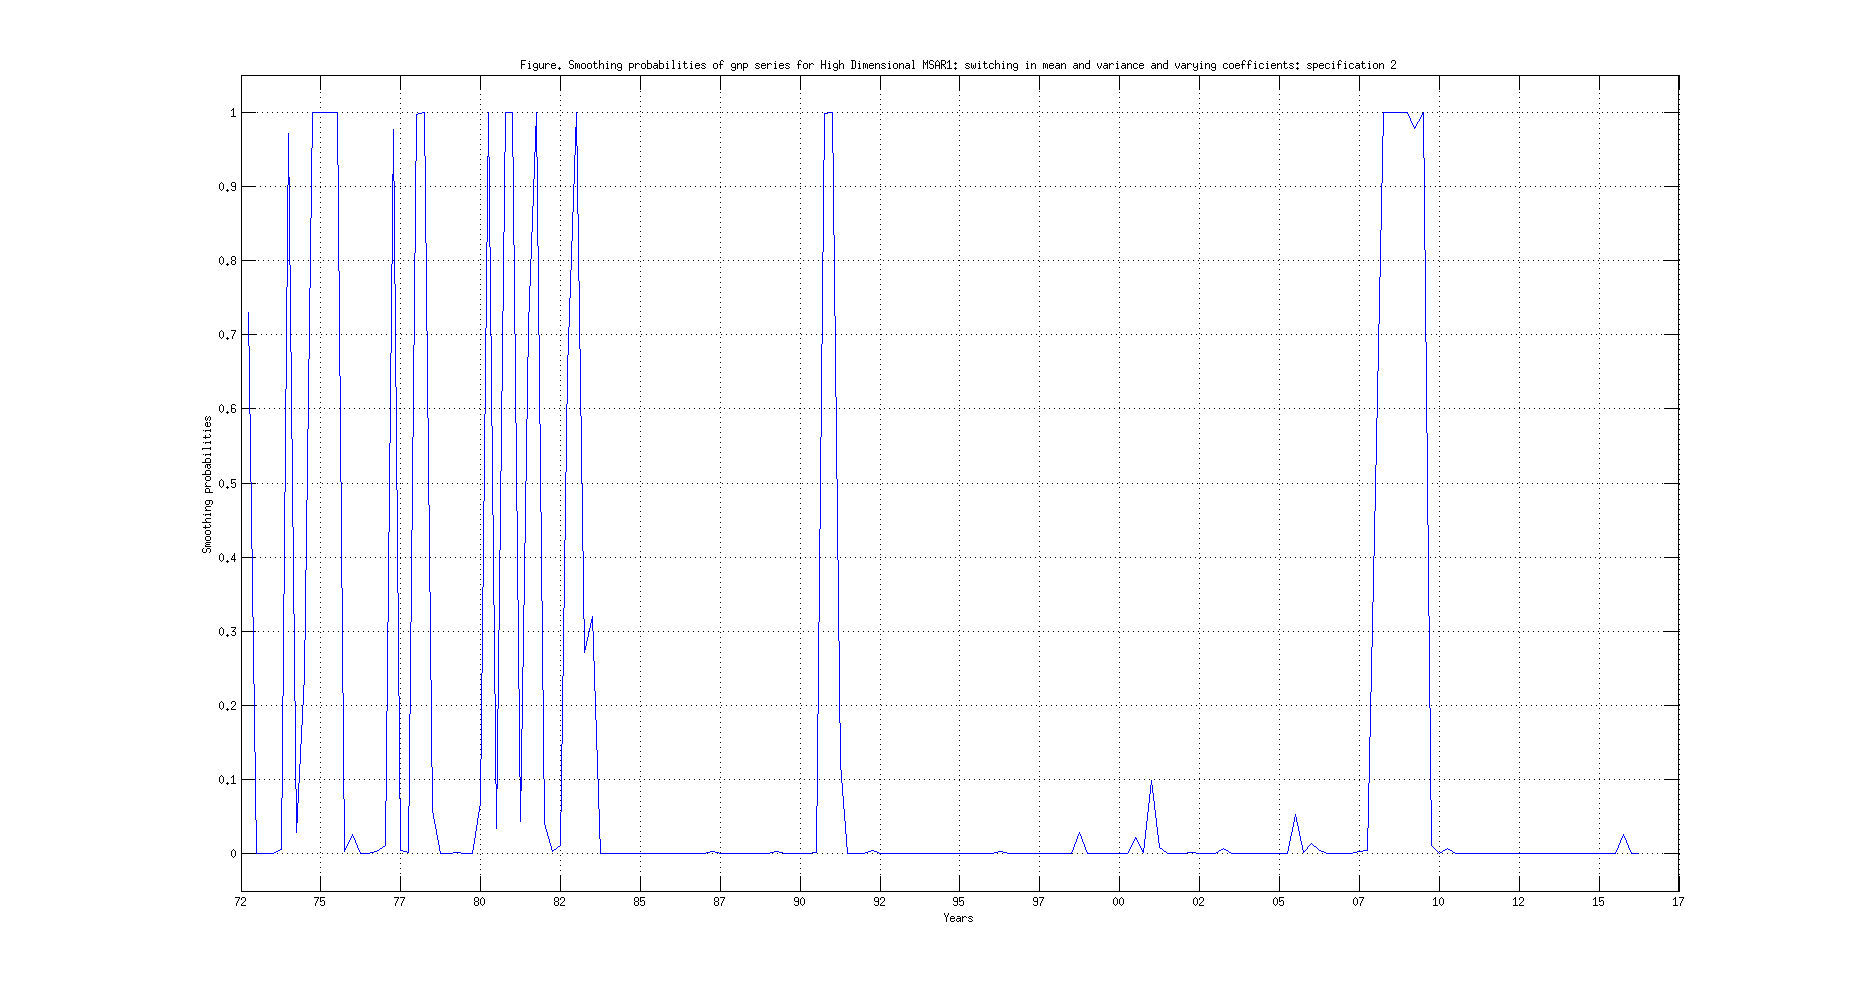 Figure. Smoothing probabilities of gnp series for High Dimensional MSAR1: switching in mean and variance and varying coefficients: specification 2
1
0.9
0.8
0.7
0.6
0.5
0.4
0.3
0.2
0.1
0
Smoothing probabilities
72 75 77 80 82 85 87 90 92 95 97 00 02 05 07 10 12 15 17
Years